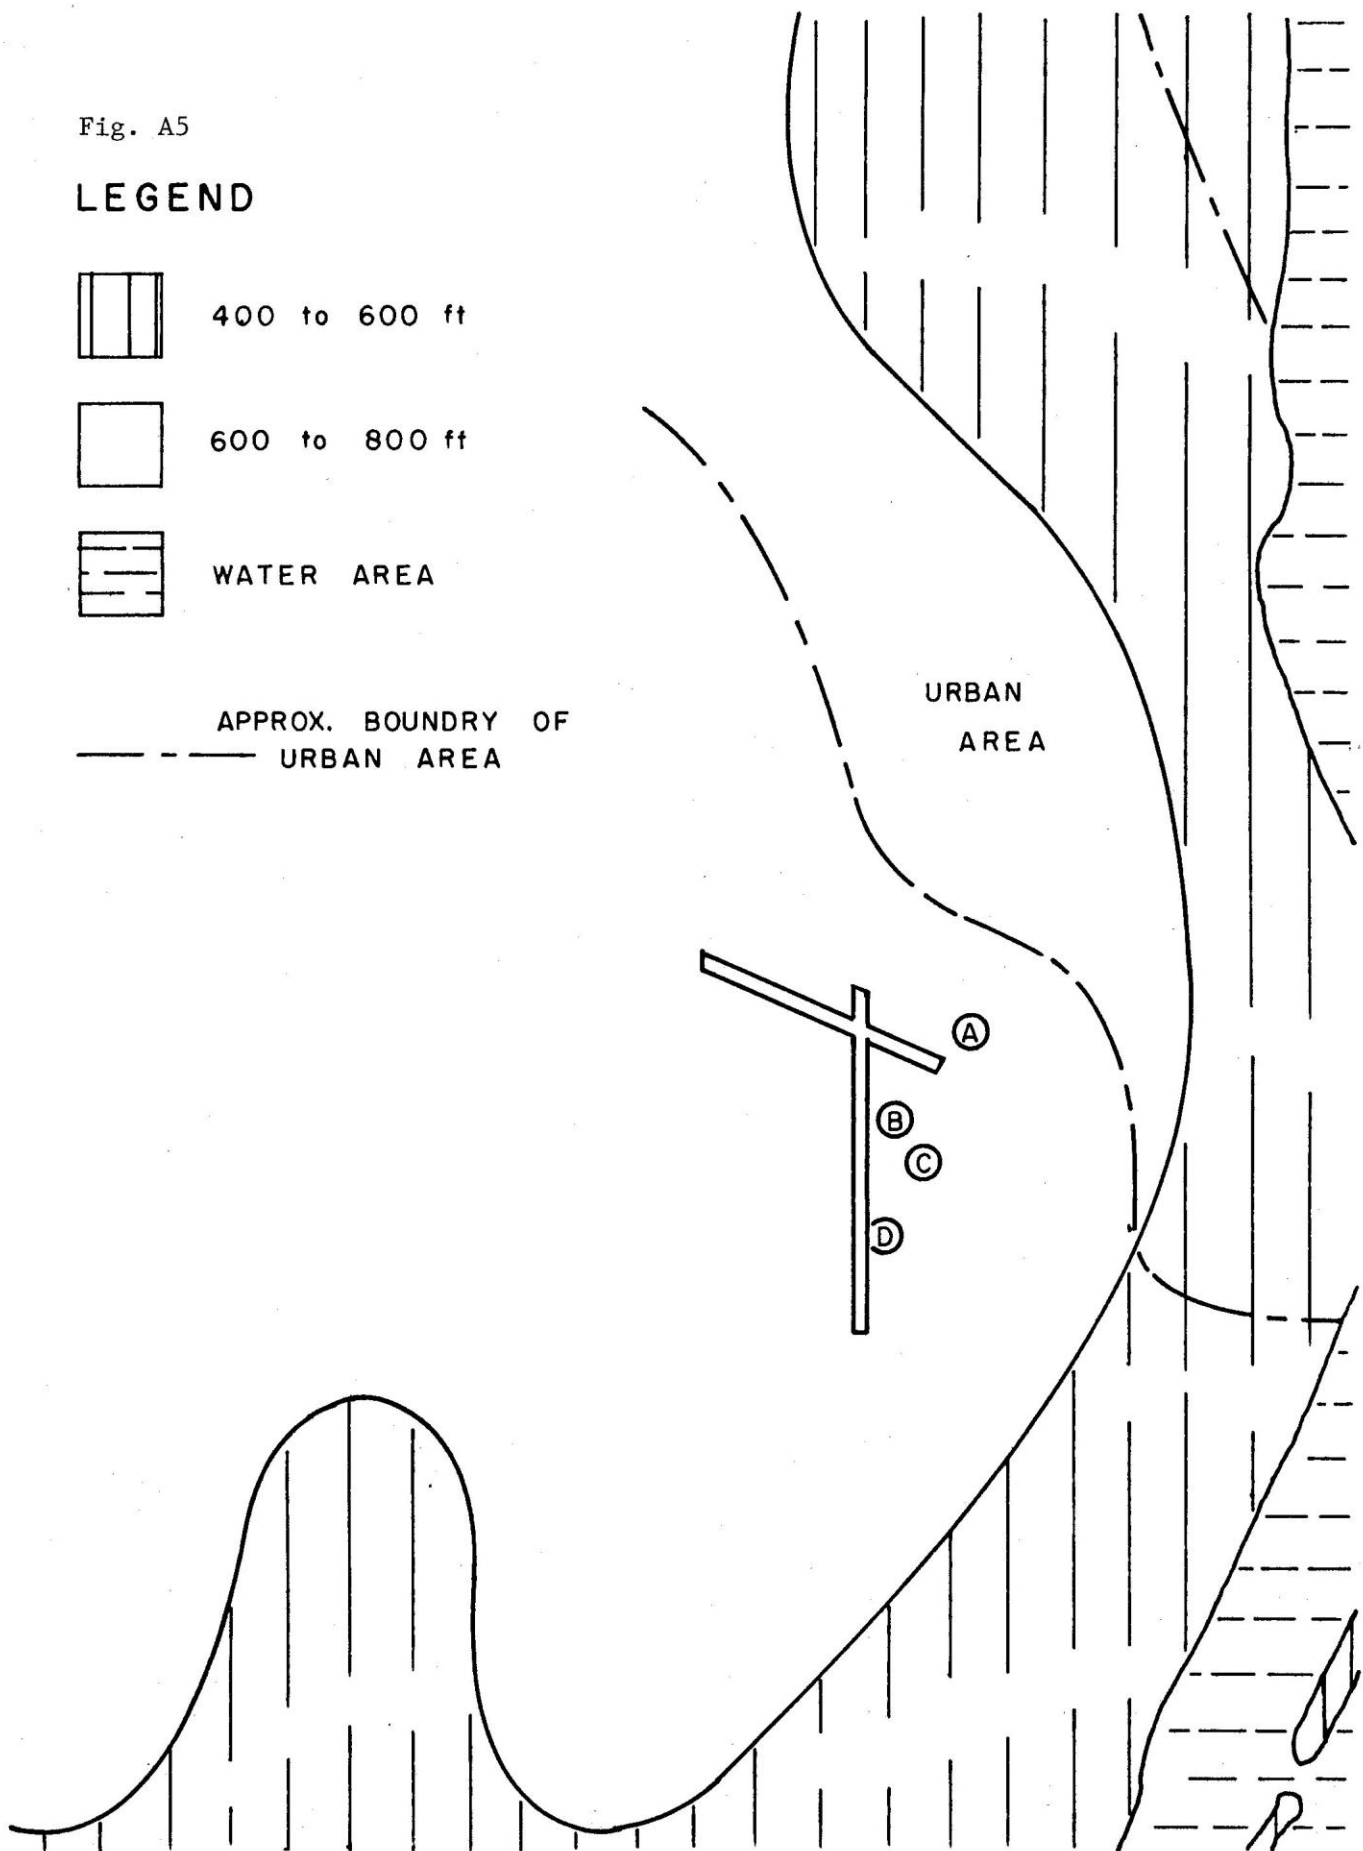 Fig. A5
LEGEND
400 to 600 ft
600 to 800 ft
WATER AREA
APPROX. BOUNDRY OF
URBAN AREA
URBAN
AREA
A
B
C
D